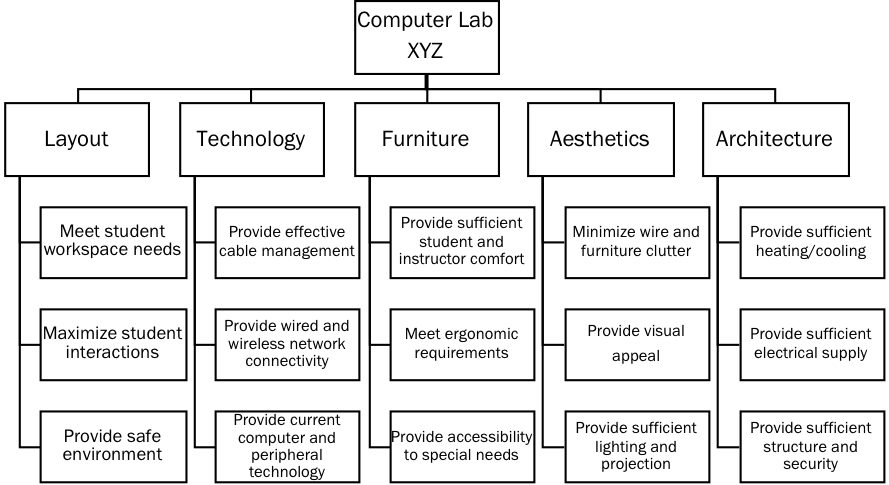 Computer Lab
XYZ
Layout
Technology
Furniture
Aesthetics
Architecture
Meet student
workspace needs
Provide effective
cable management
Provide sufficient
student and
instructor comfort
Minimize wire and
furniture clutter
Provide sufficient
heating/cooling
Maximize student
interactions
Provide wired and
wireless network
connectivity
Meet ergonomic
requirements
Provide visual
appeal
Provide sufficient
electrical supply
Provide safe
environment
Provide current
computer and
peripheral
technology
Provide accessibility
to special needs
Provide sufficient
lighting and
projection
Provide sufficient
structure and
security